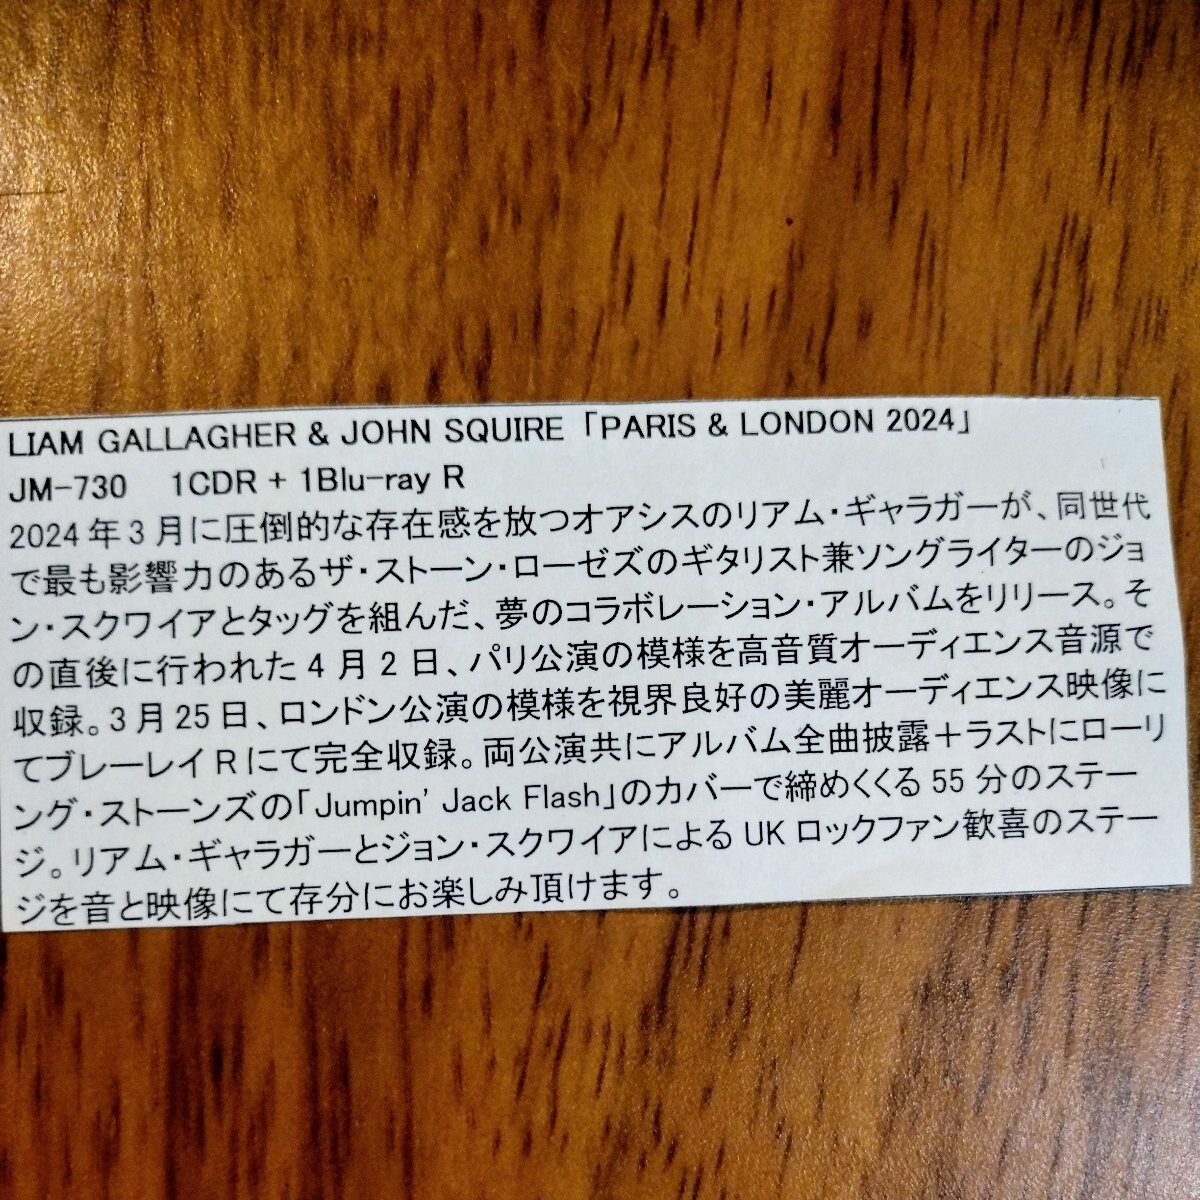 LIAM GALLAGHER & JOHN SQUIRE「PARIS & LONDON 2024」
JM-730　1CDR + 1Blu-ray R
2024年3月に圧倒的な存在感を放つオアシスのリアム・ギャラガーが、同世代
で最も影響力のあるザ・ストーン・ローゼズのギタリスト兼ソングライターのジョ
ン・スクワイアとタッグを組んだ、夢のコラボレーション・アルバムをリリース。そ
の直後に行われた4月2日、パリ公演の模様を高音質オーディエンス音源で
収録。3月25日、ロンドン公演の模様を視界良好の美麗オーディエンス映像に
てブレーレイRにて完全収録。両公演共にアルバム全曲披露+ラストにローリ
ング・ストーンズの「Jumpin' Jack Flash」のカバーで締めくくる55分のステー
ジ。リアム・ギャラガーとジョン・スクワイアによるUKロックファン歓喜のステー
ジを音と映像にて存分にお楽しみ頂けます。